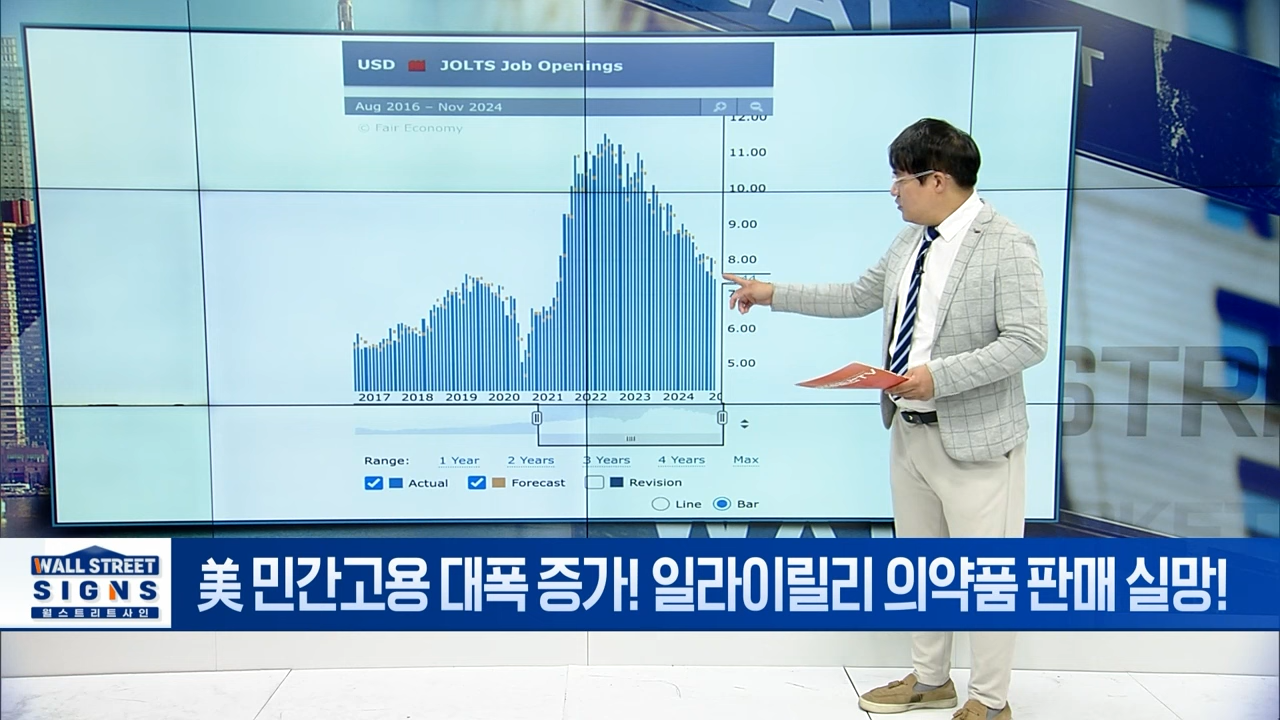 WALL
T
USD JOLTS Job Openings
Aug 2016 – Nov 2024
© Fair Economy
12.00
11.00
10.00
9.00
8.00
6.00
5.00
2017 2018 2019 2020 2021 2022 2023 2024 20
Range: 1 Year 2 Years 3 Years 4 Years Max
Actual Forecast Revision
Line Bar
STRE
WALL STREET
SIGNS
월스트리트사인
美 민간고용 대폭 증가! 일라이릴리 의약품 판매 실망!